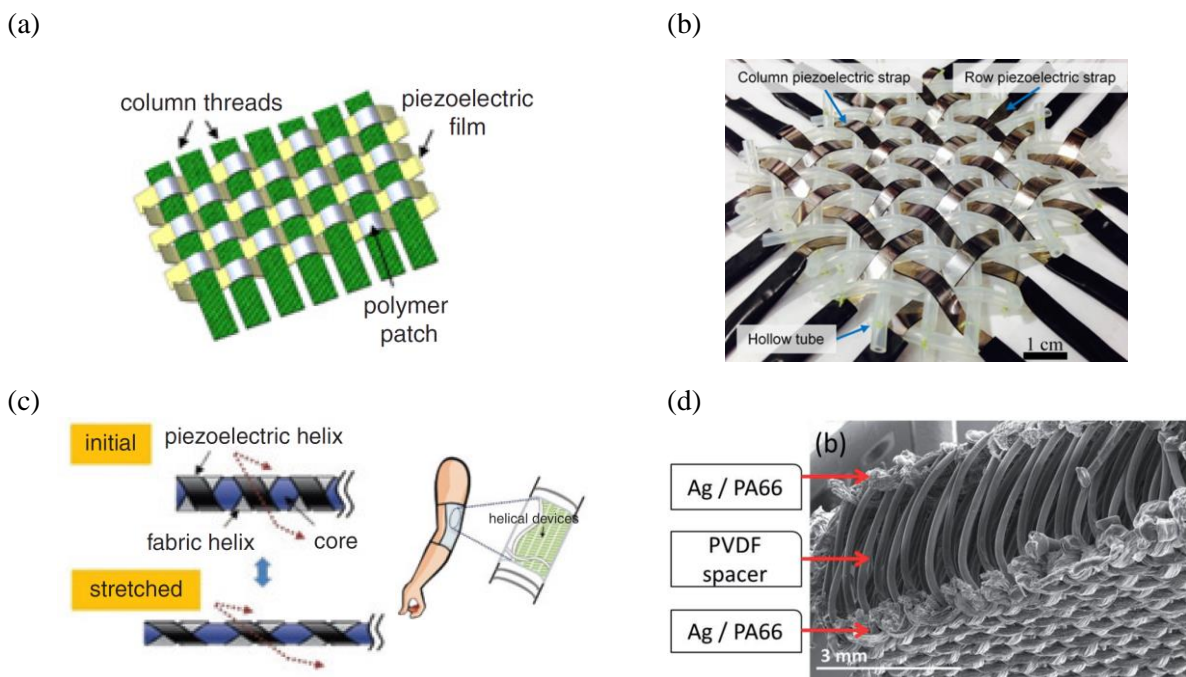 (a)
column threads
piezoelectric
film
polymer
patch
(b)
Column piezoelectric strap
Row piezoelectric strap
Hollow tube
1 cm
(c)
initial
piezoelectric helix
fabric helix
core
stretched
helical devices
(d)
(b)
Ag / PA66
PVDF
spacer
Ag / PA66
3 mm